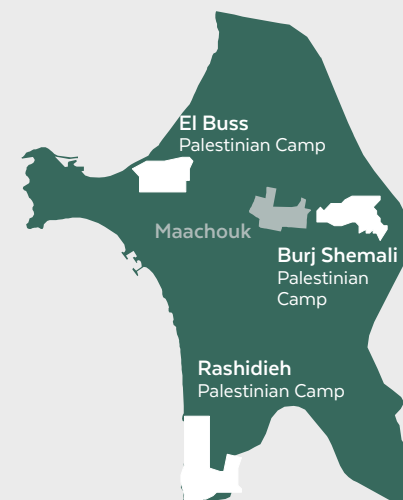 El Buss
Palestinian Camp
Maachouk
Burj Shemali
Palestinian
Camp
Rashidieh
Palestinian Camp